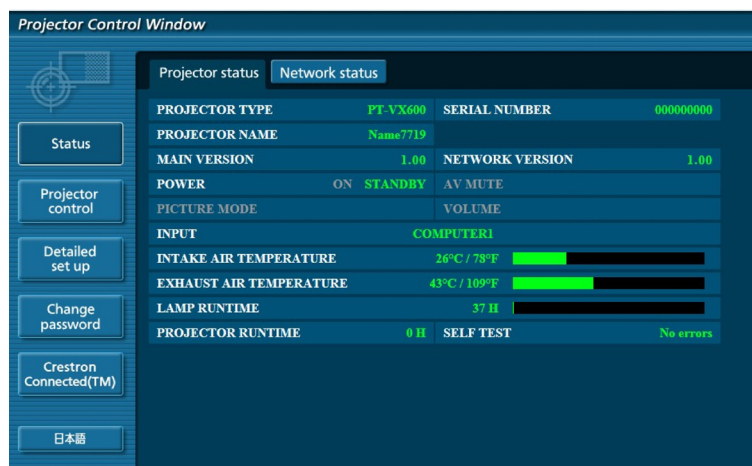 Projector Control Window
Projector status Network status
PROJECTOR TYPE PT-VX600 SERIAL NUMBER 000000000
PROJECTOR NAME Name7719
MAIN VERSION 1.00 NETWORK VERSION 1.00
POWER ON STANDBY AV MUTE
PICTURE MODE VOLUME
INPUT COMPUTER1
INTAKE AIR TEMPERATURE 26°C / 78°F
EXHAUST AIR TEMPERATURE 43°C / 109°F
LAMP RUNTIME 37 H
PROJECTOR RUNTIME 0 H SELF TEST No errors
Status
Projector
control
Detailed
set up
Change
password
Crestron
Connected(TM)
日本語